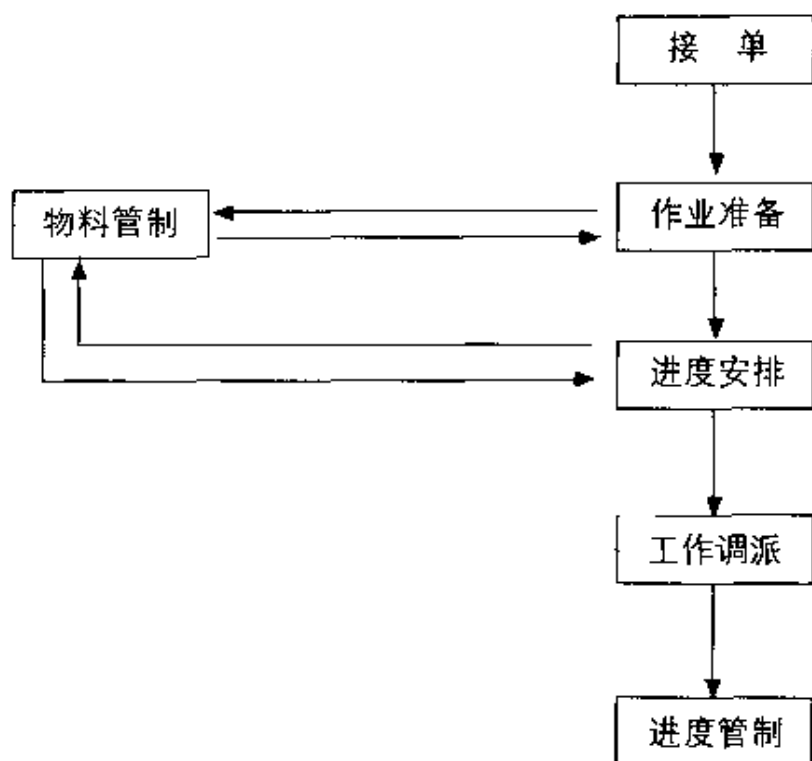 接 单
物料管制
作业准备
进度安排
工作调派
进度管制